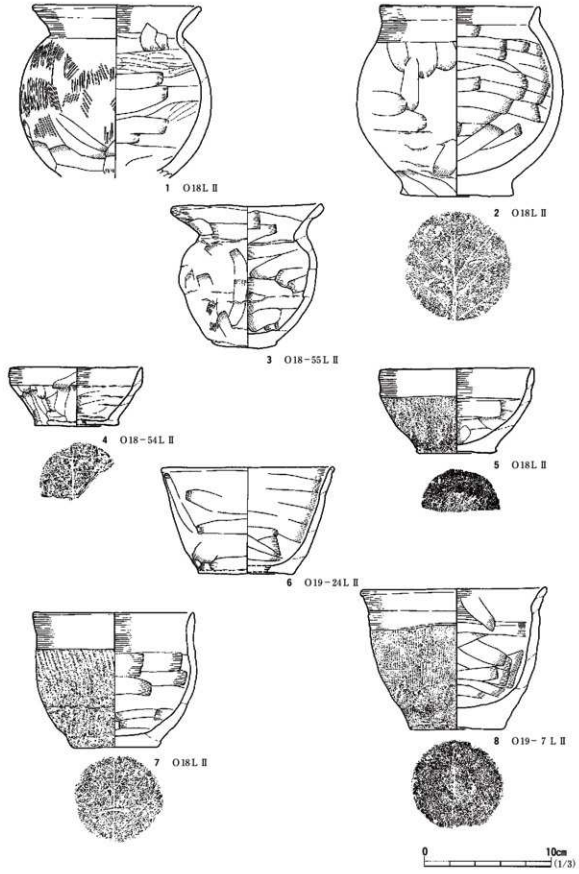 1 O18L Ⅱ
2 O18L Ⅱ
3 O18-55L Ⅱ
4 O18-54L Ⅱ
5 O18L Ⅱ
6 O19-24L Ⅱ
7 O18L Ⅱ
8 O19-7L Ⅱ
0 10cm
(1/3)